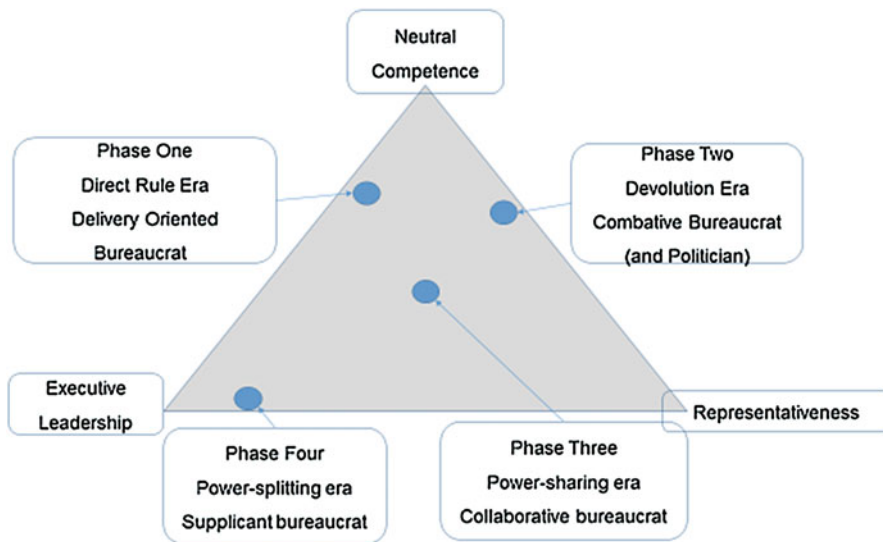 Neutral
Competence
Phase One
Direct Rule Era
Delivery Oriented
Bureaucrat
Phase Two
Devolution Era
Combative Bureaucrat
(and Politician)
Executive
Leadership
Representativeness
Phase Four
Power-splitting era
Supplicant bureaucrat
Phase Three
Power-sharing era
Collaborative bureaucrat